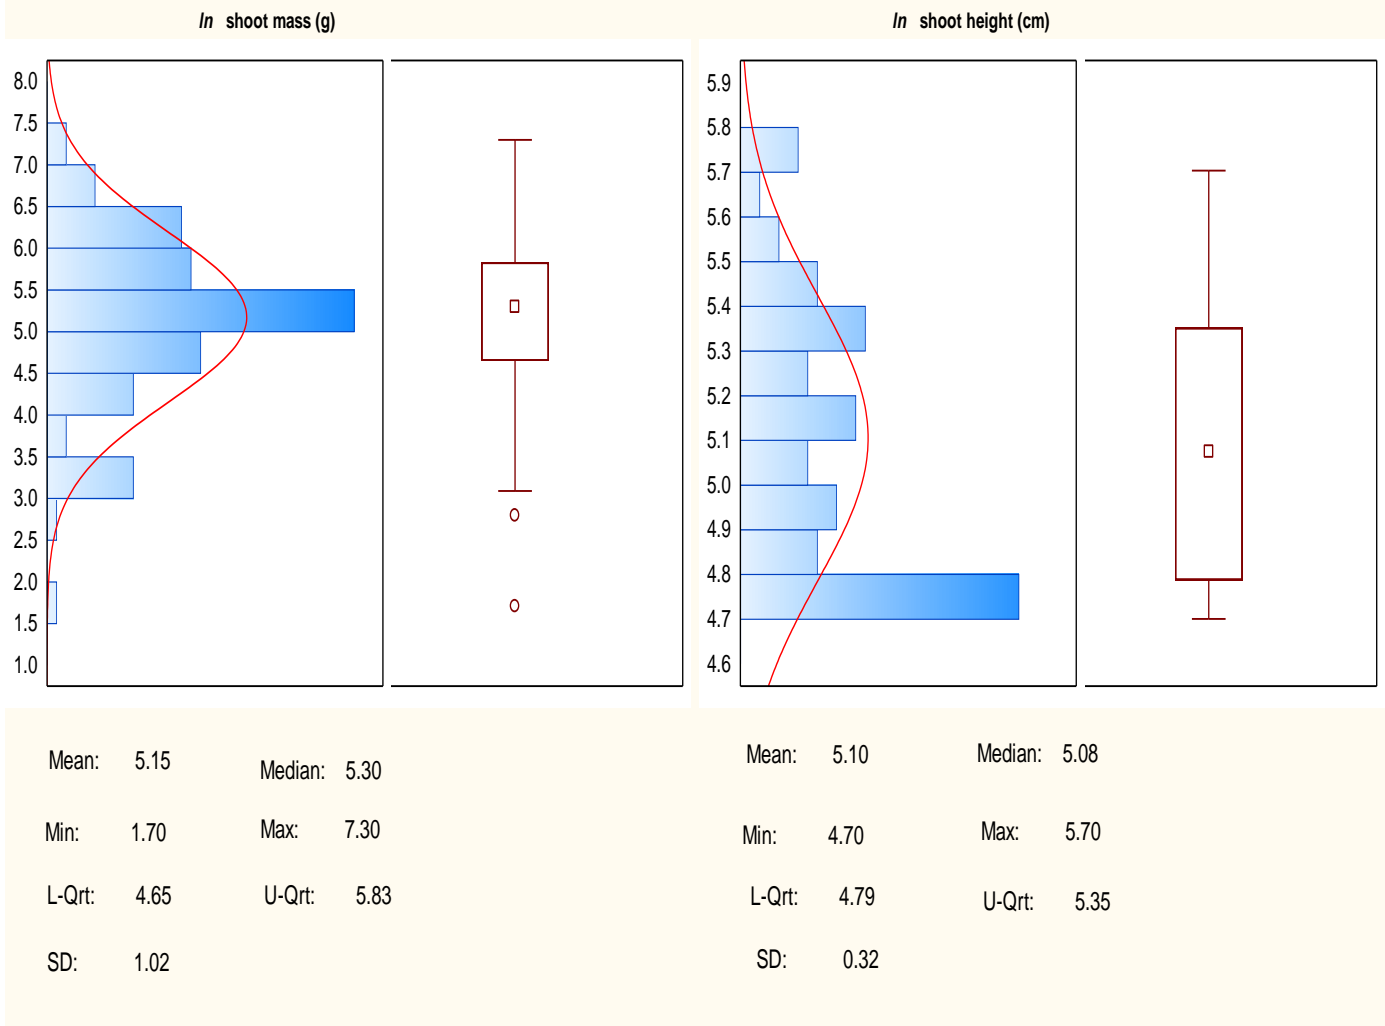 ln shoot mass (g)
8.0
7.5
7.0
6.5
6.0
5.5
5.0
4.5
4.0
3.5
3.0
2.5
2.0
1.5
1.0
Mean: 5.15
Median: 5.30
Min: 1.70
Max: 7.30
L-Qrt: 4.65
U-Qrt: 5.83
SD: 1.02
ln shoot height (cm)
5.9
5.8
5.7
5.6
5.5
5.4
5.3
5.2
5.1
5.0
4.9
4.8
4.7
4.6
Mean: 5.10
Median: 5.08
Min: 4.70
Max: 5.70
L-Qrt: 4.79
U-Qrt: 5.35
SD: 0.32